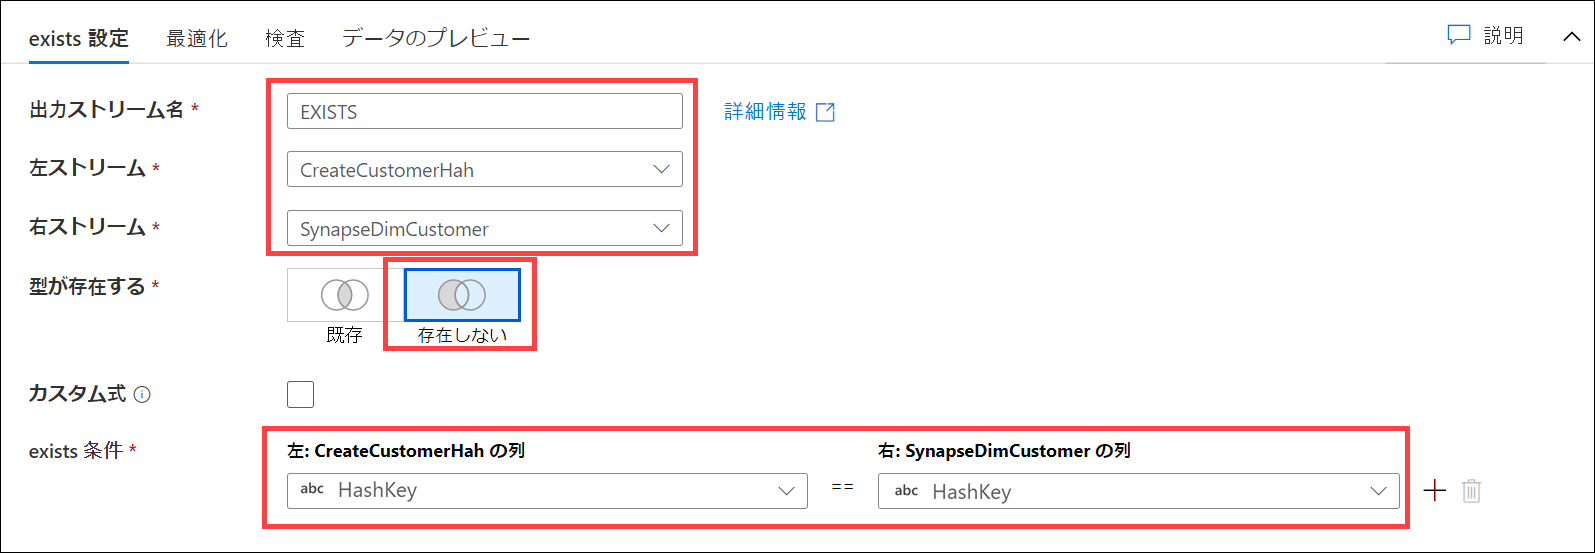 exists 設定 最適化 検査 データのプレビュー 説明
出力ストリーム名 * EXISTS 詳細情報
左ストリーム * CreateCustomerHah
右ストリーム * SynapseDimCustomer
型が存在する *
既存 存在しない
カスタム式
exists 条件 * 左: CreateCustomerHah の列 右: SynapseDimCustomer の列
abc HashKey == abc HashKey